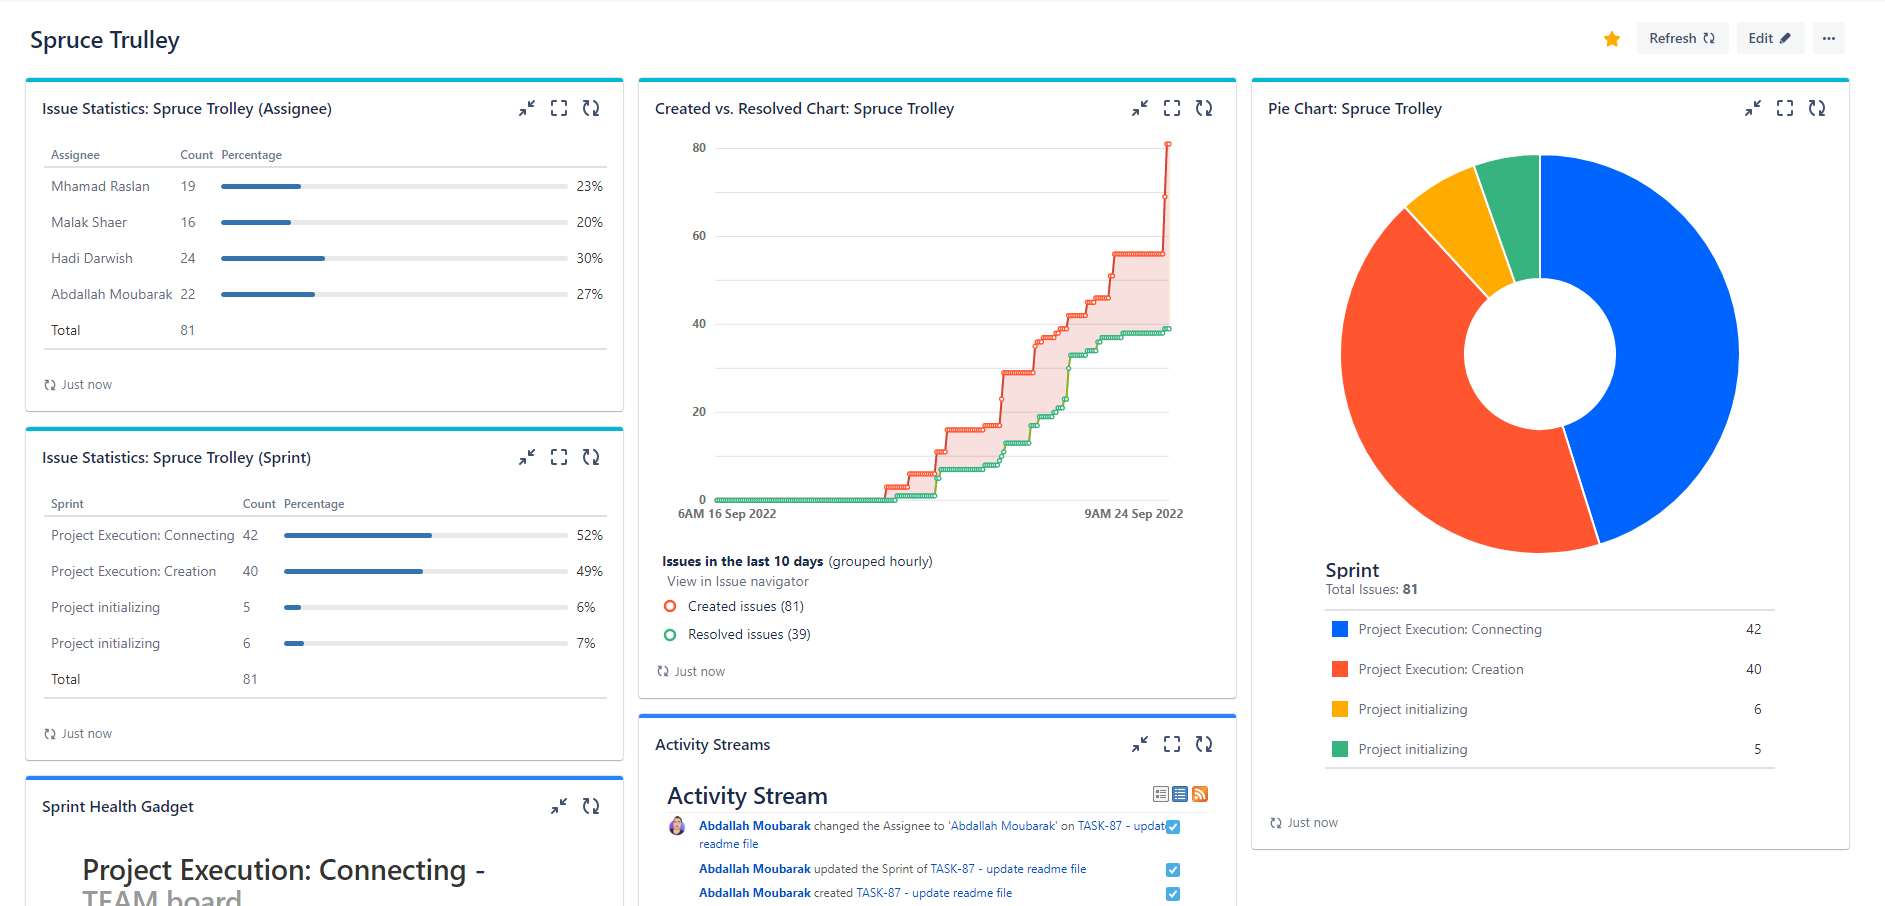 Spruce Trulley
Refresh
Edit
Issue Statistics: Spruce Trolley (Assignee)
Assignee Count Percentage
Mhamad Raslan 19 23%
Malak Shaer 16 20%
Hadi Darwish 24 30%
Abdallah Moubarak 22 27%
Total 81
Just now
Issue Statistics: Spruce Trolley (Sprint)
Sprint Count Percentage
Project Execution: Connecting 42 52%
Project Execution: Creation 40 49%
Project initializing 5 6%
Project initializing 6 7%
Total 81
Just now
Sprint Health Gadget
Project Execution: Connecting -
TEAM board
Created vs. Resolved Chart: Spruce Trolley
80
60
40
20
0
6AM 16 Sep 2022 9AM 24 Sep 2022
Issues in the last 10 days (grouped hourly)
View in Issue navigator
Created issues (81)
Resolved issues (39)
Just now
Activity Streams
Activity Stream
Abdallah Moubarak changed the Assignee to 'Abdallah Moubarak' on TASK-87 - updat
readme file
Abdallah Moubarak updated the Sprint of TASK-87 - update readme file
Abdallah Moubarak created TASK-87 - update readme file
Pie Chart: Spruce Trolley
Sprint
Total Issues: 81
Project Execution: Connecting 42
Project Execution: Creation 40
Project initializing 6
Project initializing 5
Just now